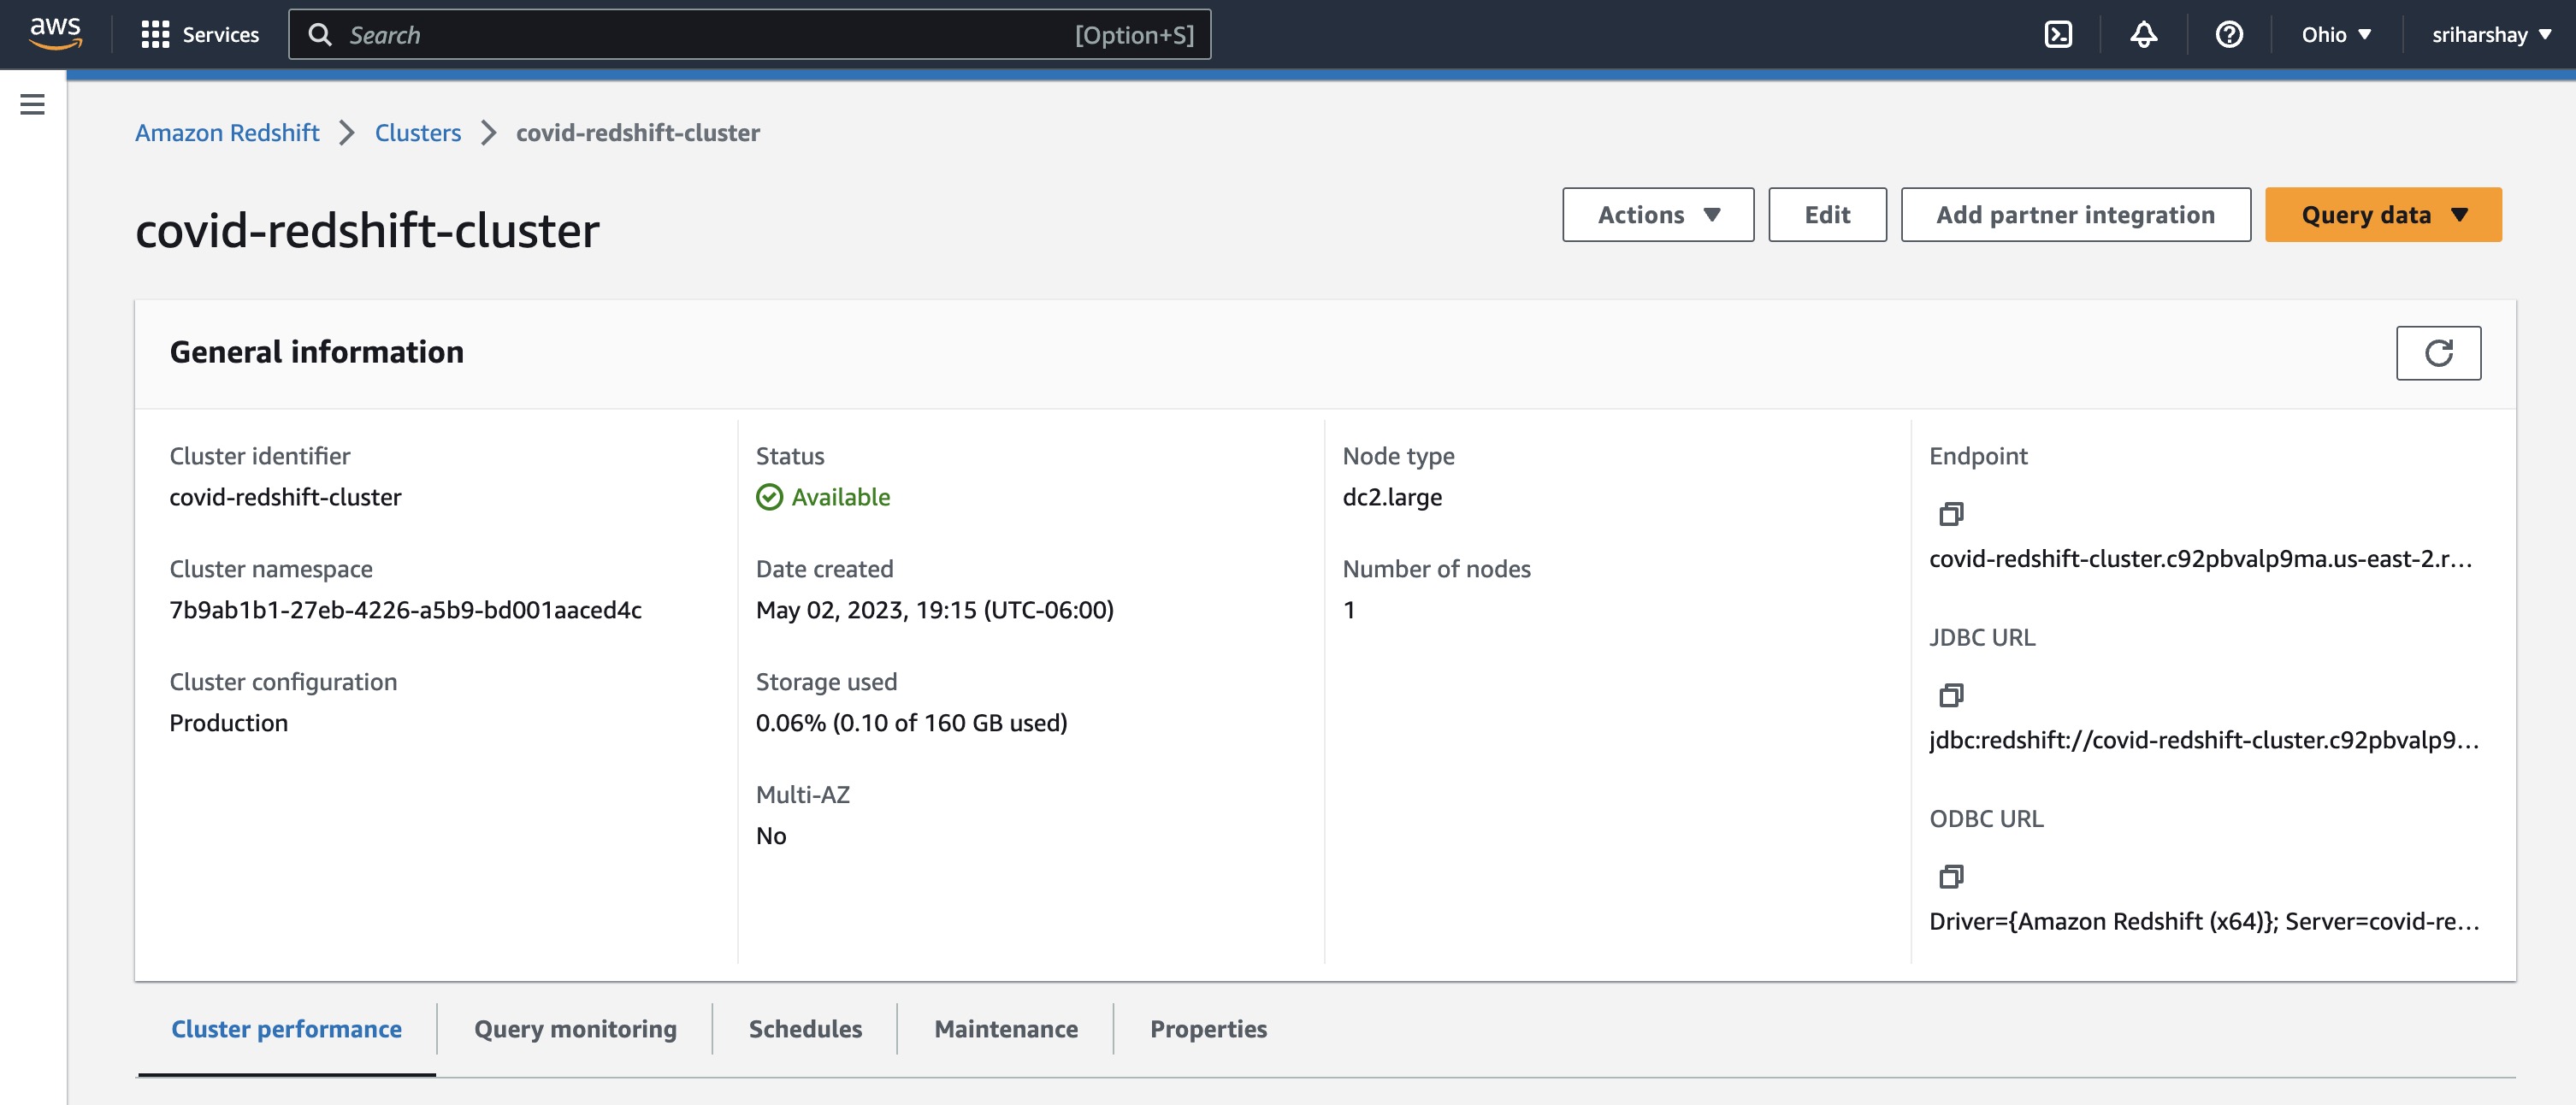 aws
Services
Search
[Option+S]
Ohio
sriharshay
Amazon Redshift
Clusters
covid-redshift-cluster
covid-redshift-cluster
Actions
Edit
Add partner integration
Query data
General information
Cluster identifier
covid-redshift-cluster
Cluster namespace
7b9ab1b1-27eb-4226-a5b9-bd001aaced4c
Cluster configuration
Production
Status
Available
Date created
May 02, 2023, 19:15 (UTC-06:00)
Storage used
0.06% (0.10 of 160 GB used)
Multi-AZ
No
Node type
dc2.large
Number of nodes
1
Endpoint
covid-redshift-cluster.c92pbvalp9ma.us-east-2.r...
JDBC URL
jdbc:redshift://covid-redshift-cluster.c92pbvalp9...
ODBC URL
Driver={Amazon Redshift (x64)}; Server=covid-re...
Cluster performance
Query monitoring
Schedules
Maintenance
Properties